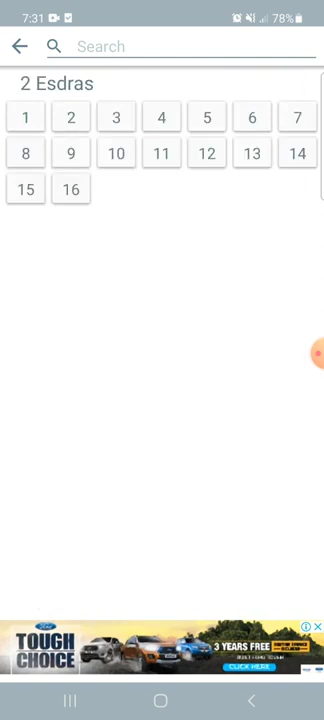 7:31
78%
Search
2 Esdras
1 2 3 4 5 6 7
8 9 10 11 12 13 14
15 16
Ford
TOUGH
CHOICE
3 YEARS FREE
CLICK HERE